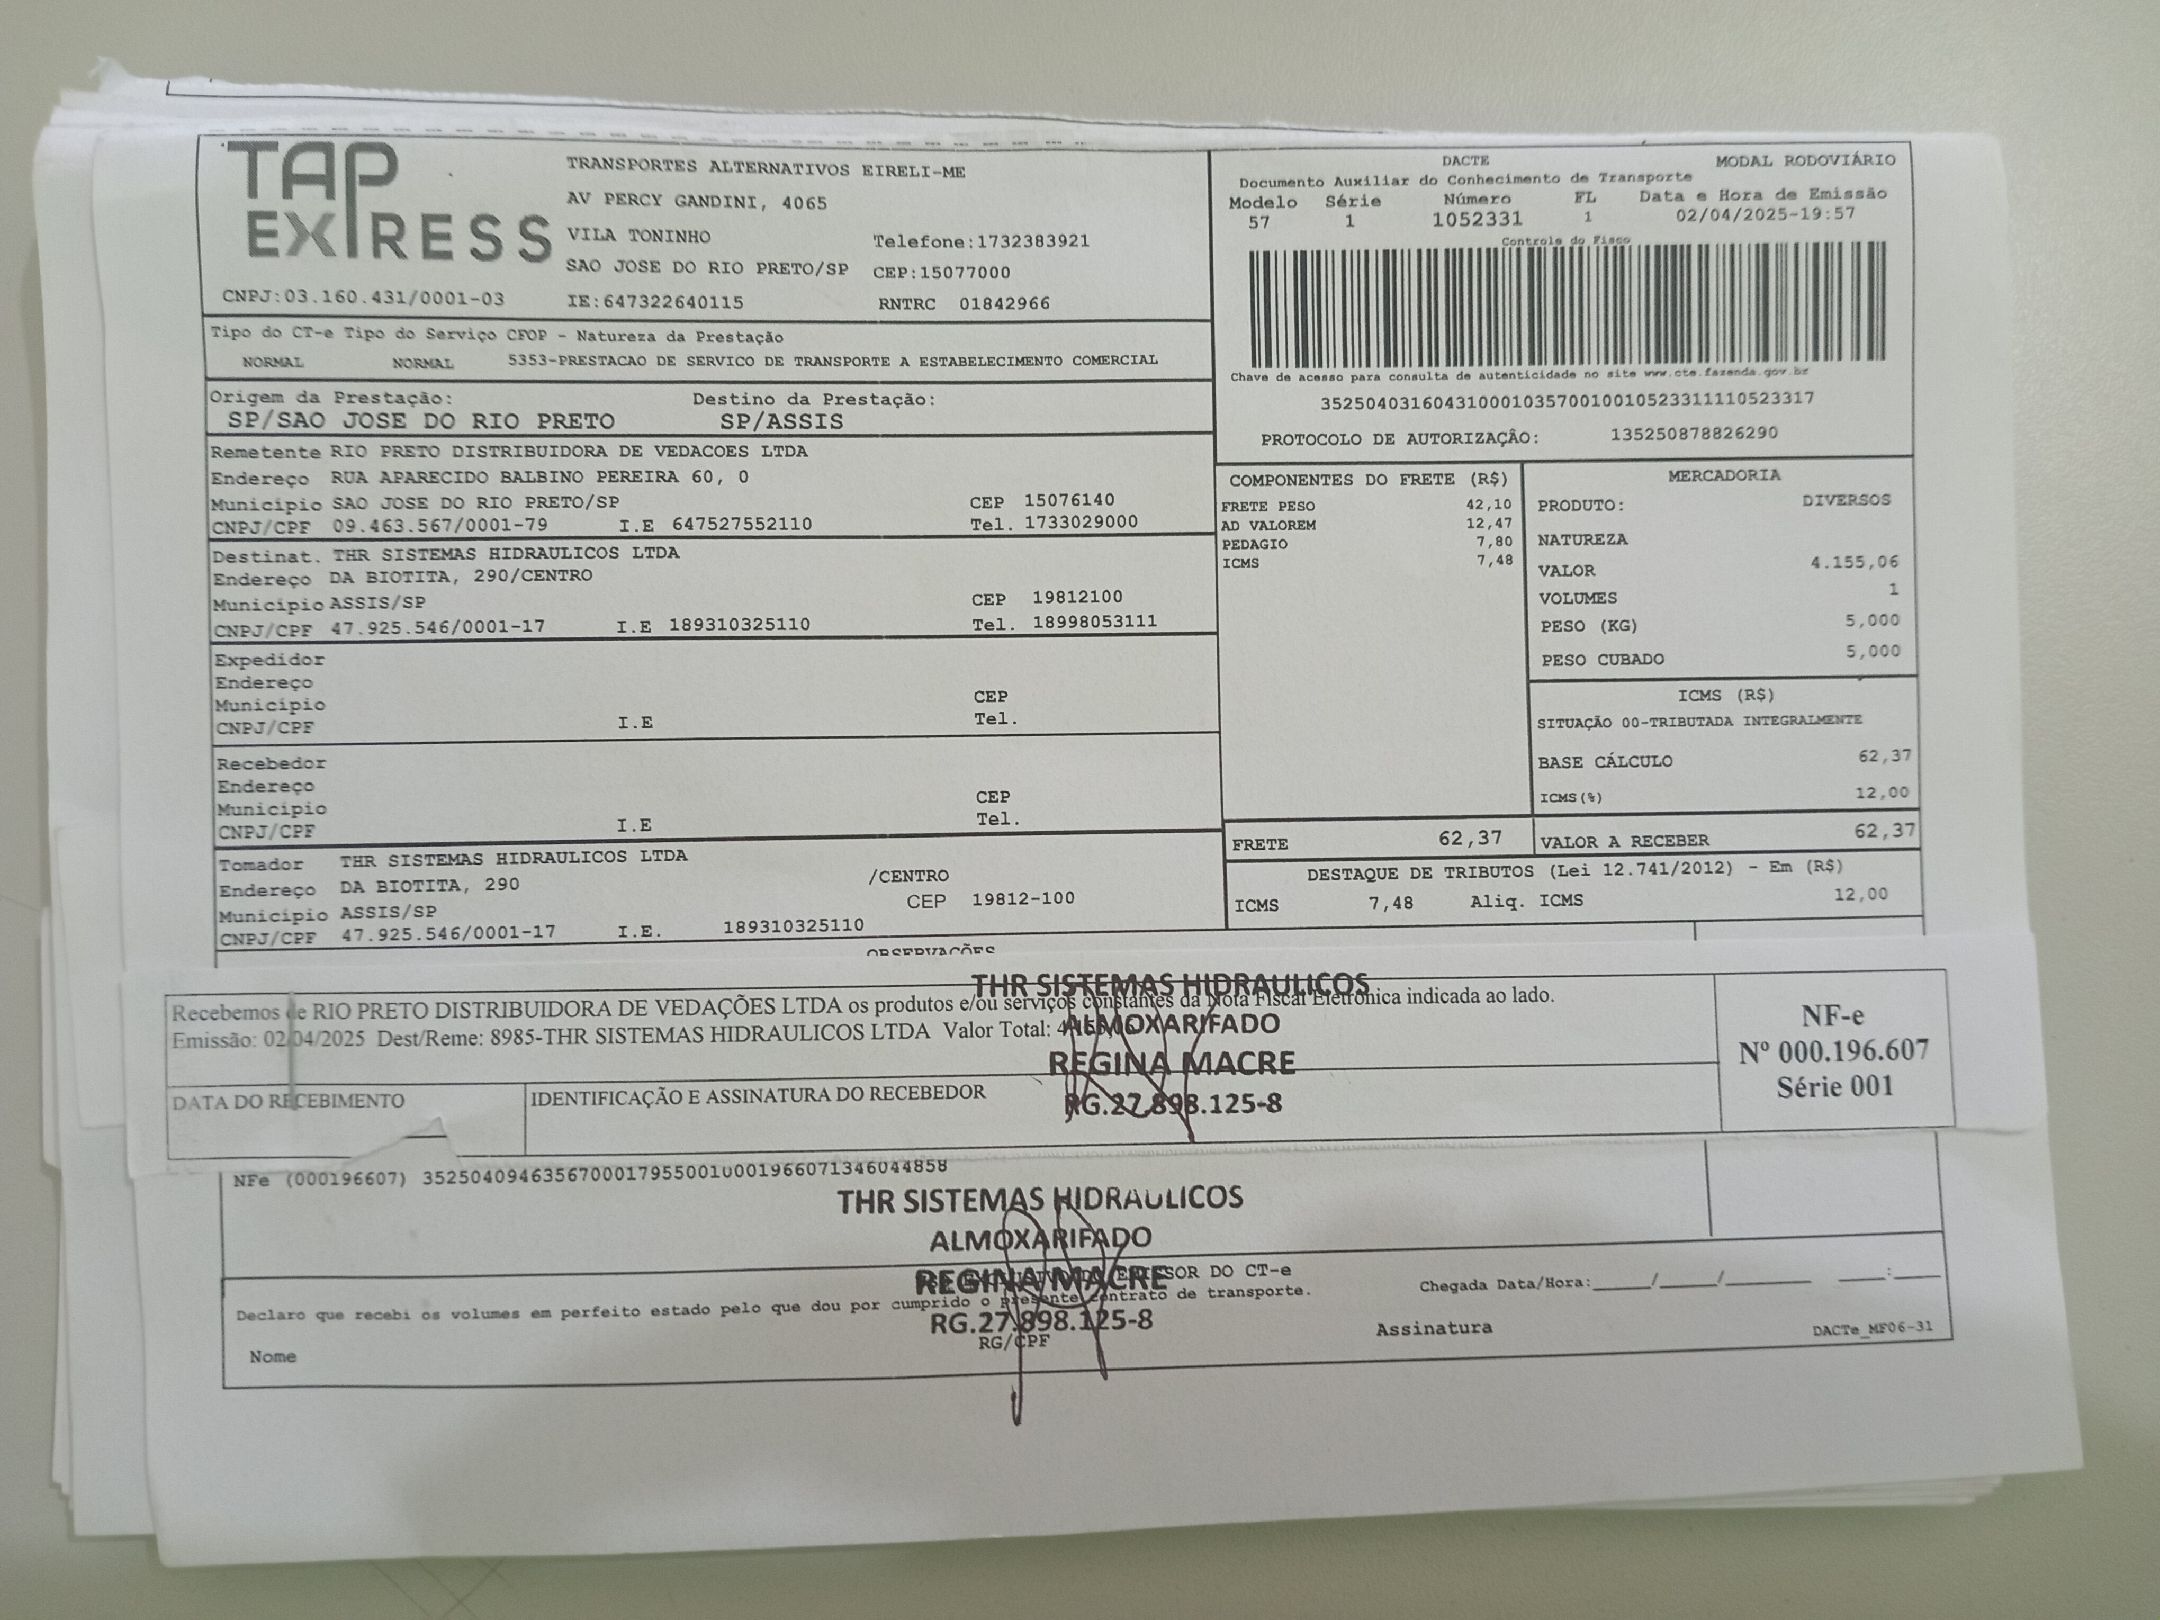 TAP
EXPRESS
TRANSPORTES ALTERNATIVOS EIRELI-ME
AV PERCY GANDINI, 4065
VILA TONINHO Telefone:1732383921
SAO JOSE DO RIO PRETO/SP CEP:15077000
CNPJ:03.160.431/0001-03 IE:647322640115 RNTRC 01842966
DACTE MODAL RODOVIÁRIO
Documento Auxiliar do Conhecimento de Transporte
Modelo Série Número FL Data e Hora de Emissão
57 1 1052331 1 02/04/2025-19:57
Controle do Fisco
Chave de acesso para consulta de autenticidade no site www.cte.fazenda.gov.br
35250403160431000103570010010523311110523317
PROTOCOLO DE AUTORIZAÇÃO: 135250878826290
Tipo do CT-e Tipo do Serviço CFOP - Natureza da Prestação
NORMAL NORMAL 5353-PRESTACAO DE SERVICO DE TRANSPORTE A ESTABELECIMENTO COMERCIAL
Origem da Prestação: Destino da Prestação:
SP/SAO JOSE DO RIO PRETO SP/ASSIS
Remetente RIO PRETO DISTRIBUIDORA DE VEDACOES LTDA
Endereço RUA APARECIDO BALBINO PEREIRA 60, 0
Município SAO JOSE DO RIO PRETO/SP CEP 15076140
CNPJ/CPF 09.463.567/0001-79 I.E 647527552110 Tel. 1733029000
Destinat. THR SISTEMAS HIDRAULICOS LTDA
Endereço DA BIOTITA, 290/CENTRO
Município ASSIS/SP CEP 19812100
CNPJ/CPF 47.925.546/0001-17 I.E 189310325110 Tel. 18998053111
Expedidor
Endereço
Município CEP
CNPJ/CPF I.E Tel.
Recebedor
Endereço
Município CEP
CNPJ/CPF I.E Tel.
Tomador THR SISTEMAS HIDRAULICOS LTDA
Endereço DA BIOTITA, 290 /CENTRO
Município ASSIS/SP CEP 19812-100
CNPJ/CPF 47.925.546/0001-17 I.E. 189310325110
COMPONENTES DO FRETE (R$)
FRETE PESO 42,10
AD VALOREM 12,47
PEDAGIO 7,80
ICMS 7,48
MERCADORIA
PRODUTO: DIVERSOS
NATUREZA
VALOR 4.155,06
VOLUMES 1
PESO (KG) 5,000
PESO CUBADO 5,000
ICMS (R$)
SITUAÇÃO 00-TRIBUTADA INTEGRALMENTE
BASE CÁLCULO 62,37
ICMS(%) 12,00
FRETE 62,37 VALOR A RECEBER 62,37
DESTAQUE DE TRIBUTOS (Lei 12.741/2012) - Em (R$)
ICMS 7,48 Aliq. ICMS 12,00
OBSERVAÇÕES
THR SISTEMAS HIDRAULICOS
Recebemos de RIO PRETO DISTRIBUIDORA DE VEDAÇÕES LTDA os produtos e/ou serviços constantes da Nota Fiscal Eletrônica indicada ao lado.
ALMOXARIFADO
Emissão: 02/04/2025 Dest/Reme: 8985-THR SISTEMAS HIDRAULICOS LTDA Valor Total:
REGINA MACRE
RG.27.898.125-8
DATA DO RECEBIMENTO IDENTIFICAÇÃO E ASSINATURA DO RECEBEDOR
NF-e
Nº 000.196.607
Série 001
NFe (000196607) 35250409463567000179550010001966071346044858
THR SISTEMAS HIDRAULICOS
ALMOXARIFADO
REGINA MACRE
EMISSOR DO CT-e
Declaro que recebi os volumes em perfeito estado pelo que dou por cumprido o presente contrato de transporte.
RG.27.898.125-8
Nome RG/CPF
Chegada Data/Hora:_____/_____/_______ ____:____
Assinatura DACTe_MF06-31